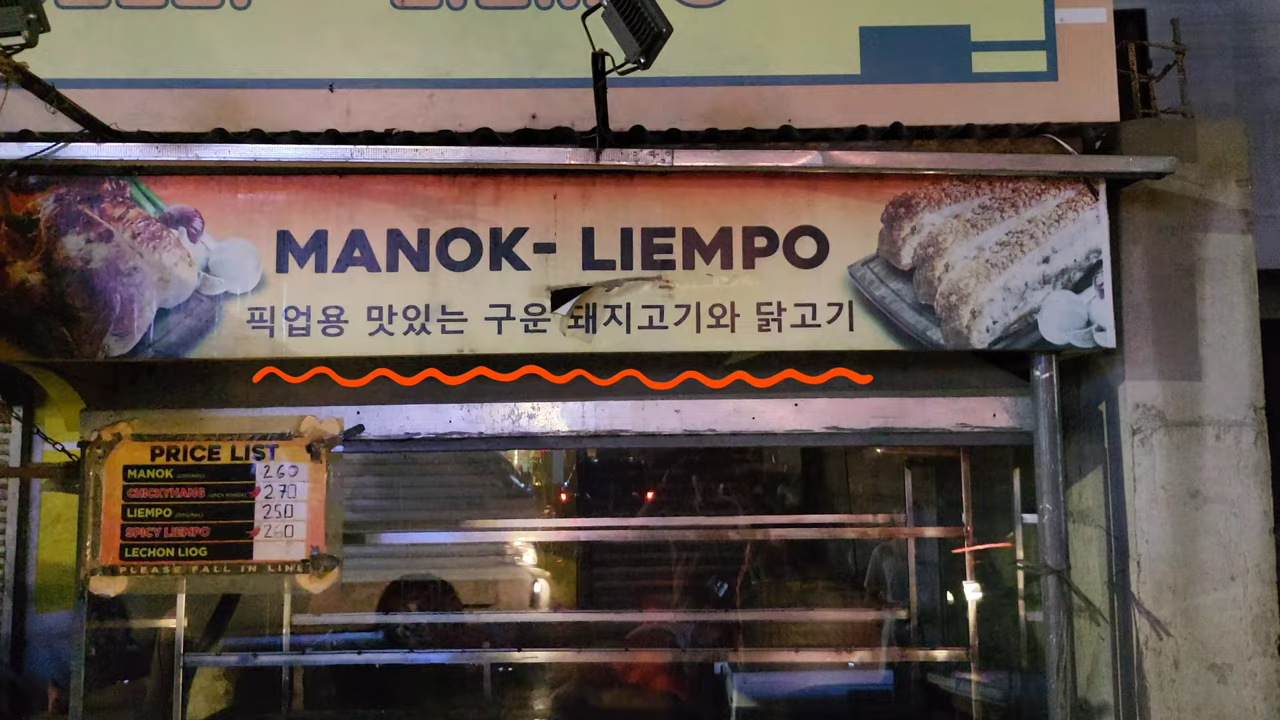 MANOK- LIEMPO
픽업용 맛있는 구운 돼지고기와 닭고기
PRICE LIST
MANOK 260
CHICKYHANG 270
LIEMPO 250
SPICY LIEMPO 260
LECHON LIOG
PLEASE FALL IN LINE